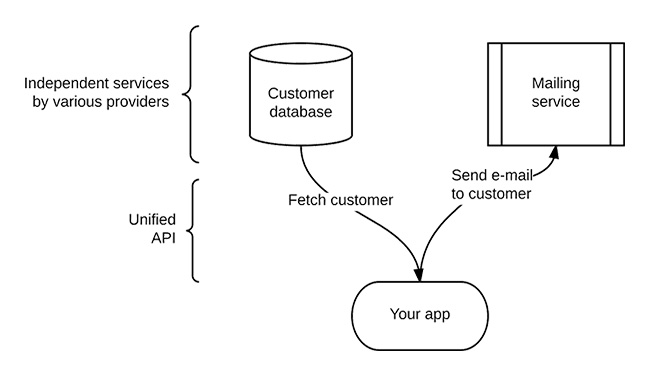 Independent services
by various providers
Customer
database
Mailing
service
Send e-mail
to customer
Fetch customer
Unified
API
Your app